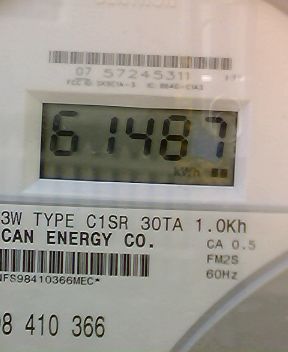 07 57245311
61487
kWh
3W TYPE C1SR 30TA 1.0Kh
CAN ENERGY CO.
CA 0.5
FM2S
60Hz
NFS98410366MEC*
98 410 366